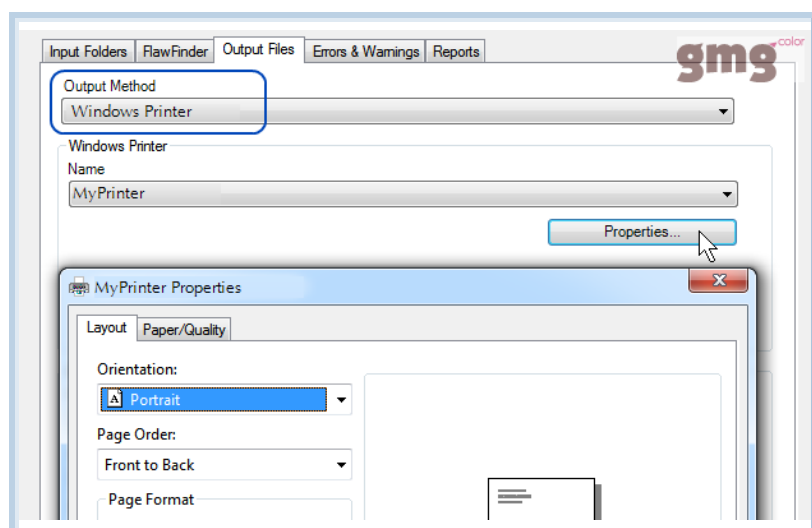 Input Folders FlawFinder Output Files Errors & Warnings Reports
gmg color
Output Method
Windows Printer
Windows Printer
Name
MyPrinter
Properties...
MyPrinter Properties
Layout Paper/Quality
Orientation:
A Portrait
Page Order:
Front to Back
Page Format